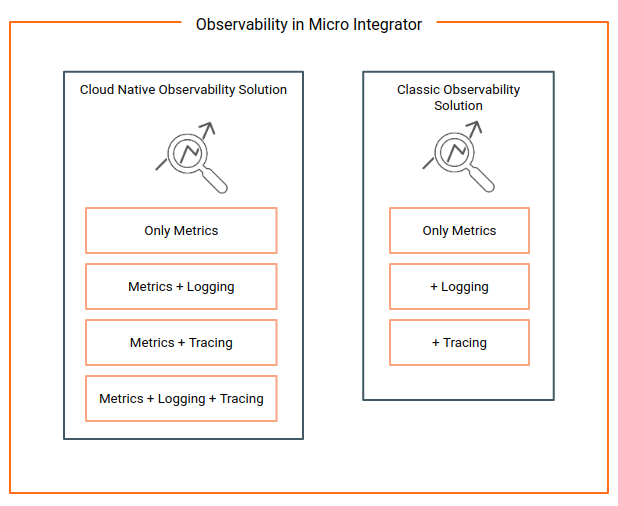 Observability in Micro Integrator
Cloud Native Observability Solution
Only Metrics
Metrics + Logging
Metrics + Tracing
Metrics + Logging + Tracing
Classic Observability
Solution
Only Metrics
+ Logging
+ Tracing